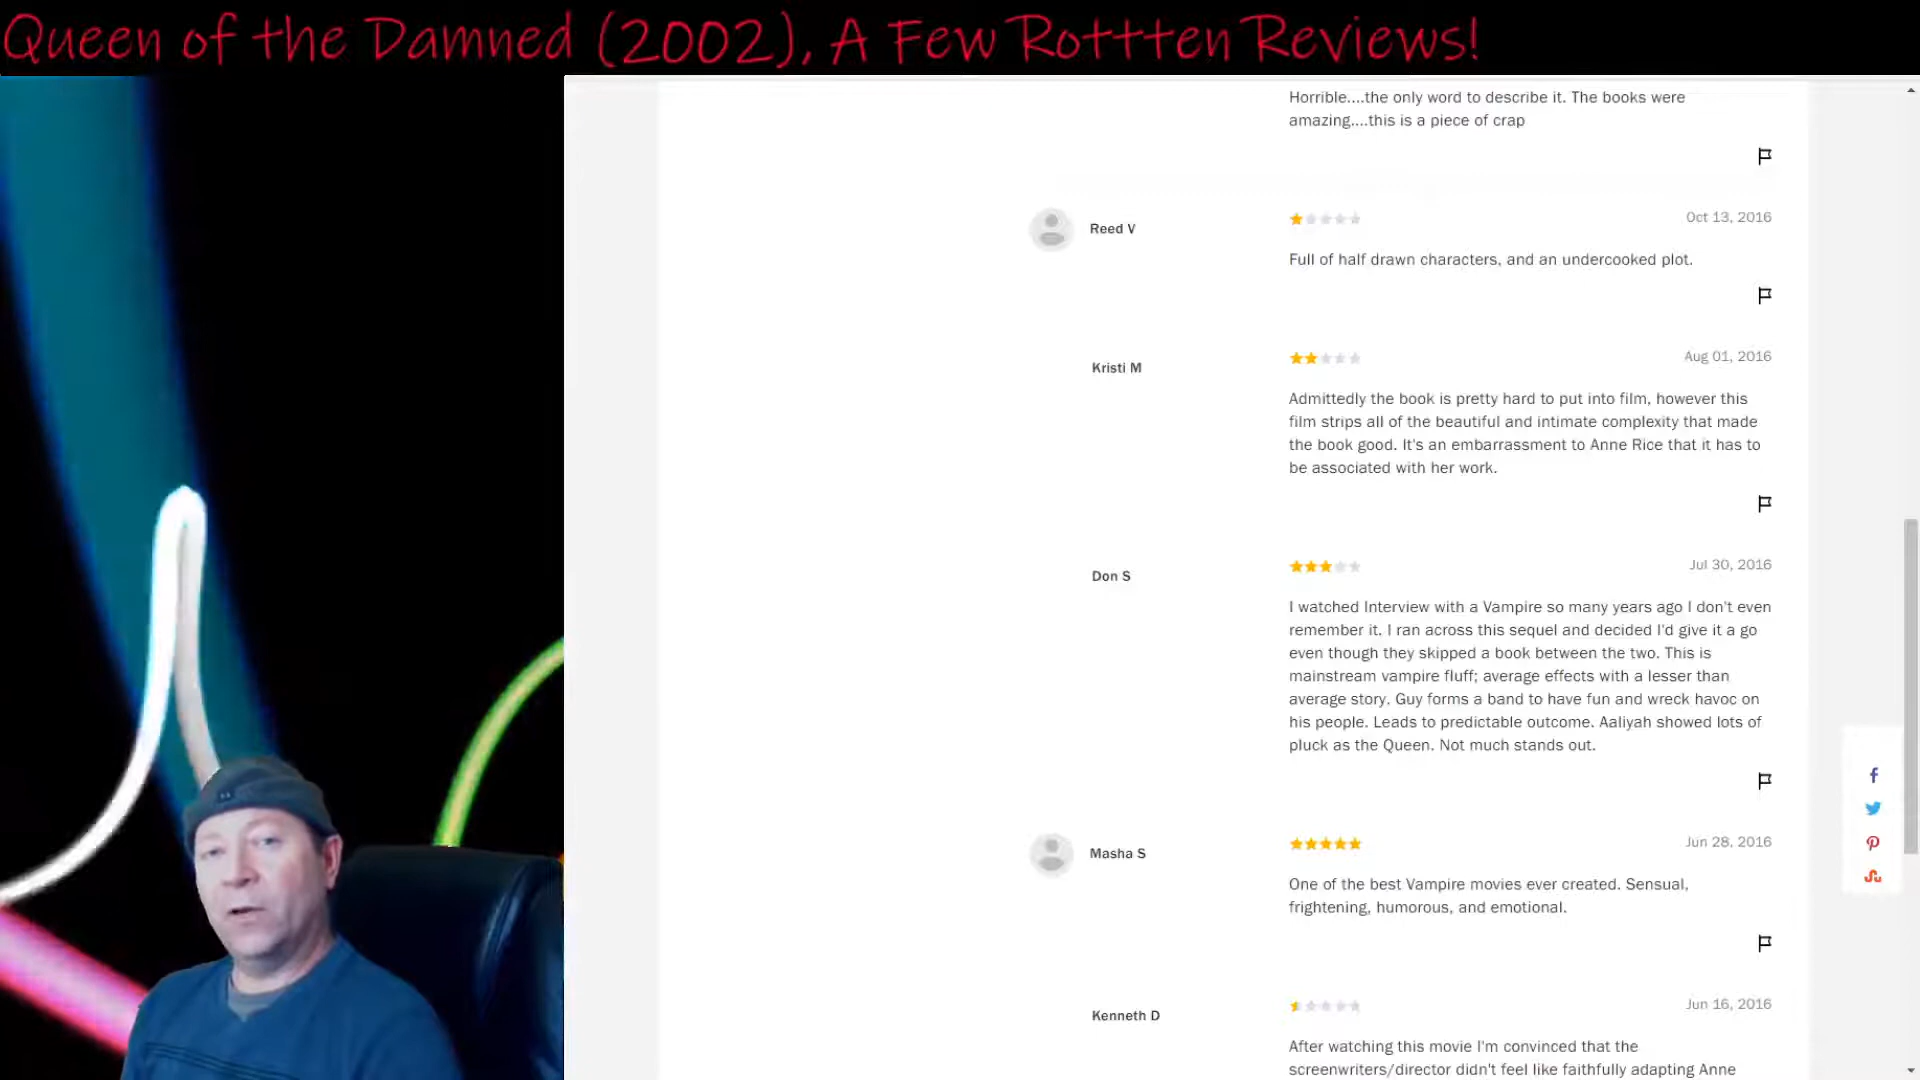 Queen of the Damned (2002), A Few Rottten Reviews!
Horrible....the only word to describe it. The books were
amazing....this is a piece of crap
Reed V
Oct 13, 2016
Full of half drawn characters, and an undercooked plot.
Kristi M
Aug 01, 2016
Admittedly the book is pretty hard to put into film, however this
film strips all of the beautiful and intimate complexity that made
the book good. It's an embarrassment to Anne Rice that it has to
be associated with her work.
Don S
Jul 30, 2016
I watched Interview with a Vampire so many years ago I don't even
remember it. I ran across this sequel and decided I'd give it a go
even though they skipped a book between the two. This is
mainstream vampire fluff; average effects with a lesser than
average story. Guy forms a band to have fun and wreck havoc on
his people. Leads to predictable outcome. Aaliyah showed lots of
pluck as the Queen. Not much stands out.
Masha S
Jun 28, 2016
One of the best Vampire movies ever created. Sensual,
frightening, humorous, and emotional.
Kenneth D
Jun 16, 2016
After watching this movie I'm convinced that the
screenwriters/director didn't feel like faithfully adapting Anne